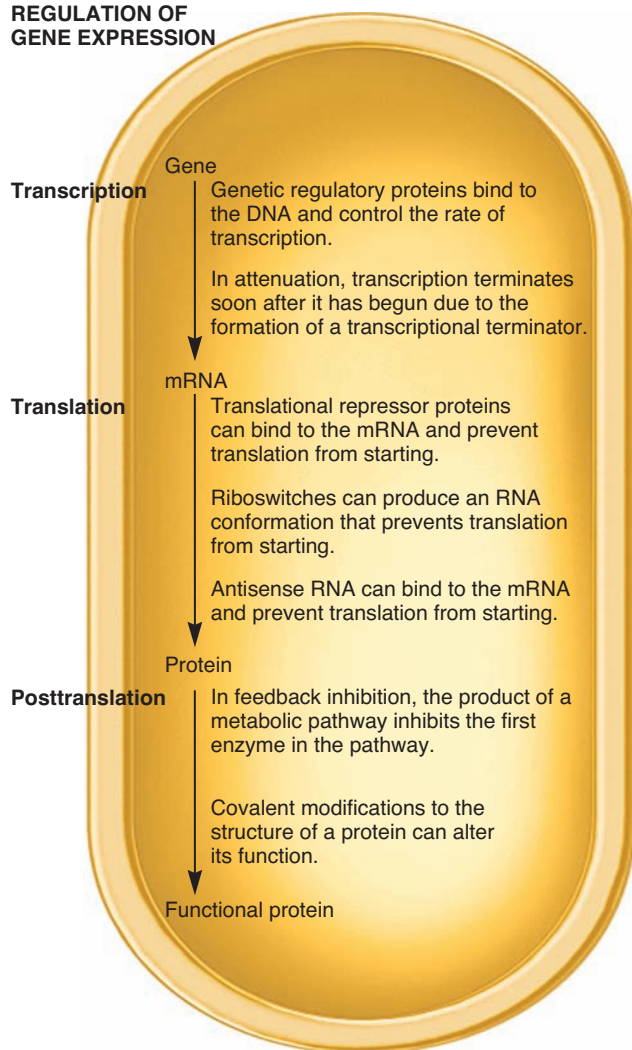 REGULATION OF
GENE EXPRESSION
Gene
Transcription
Genetic regulatory proteins bind to
the DNA and control the rate of
transcription.
In attenuation, transcription terminates
soon after it has begun due to the
formation of a transcriptional terminator.
mRNA
Translation
Translational repressor proteins
can bind to the mRNA and prevent
translation from starting.
Riboswitches can produce an RNA
conformation that prevents translation
from starting.
Antisense RNA can bind to the mRNA
and prevent translation from starting.
Protein
Posttranslation
In feedback inhibition, the product of a
metabolic pathway inhibits the first
enzyme in the pathway.
Covalent modifications to the
structure of a protein can alter
its function.
Functional protein